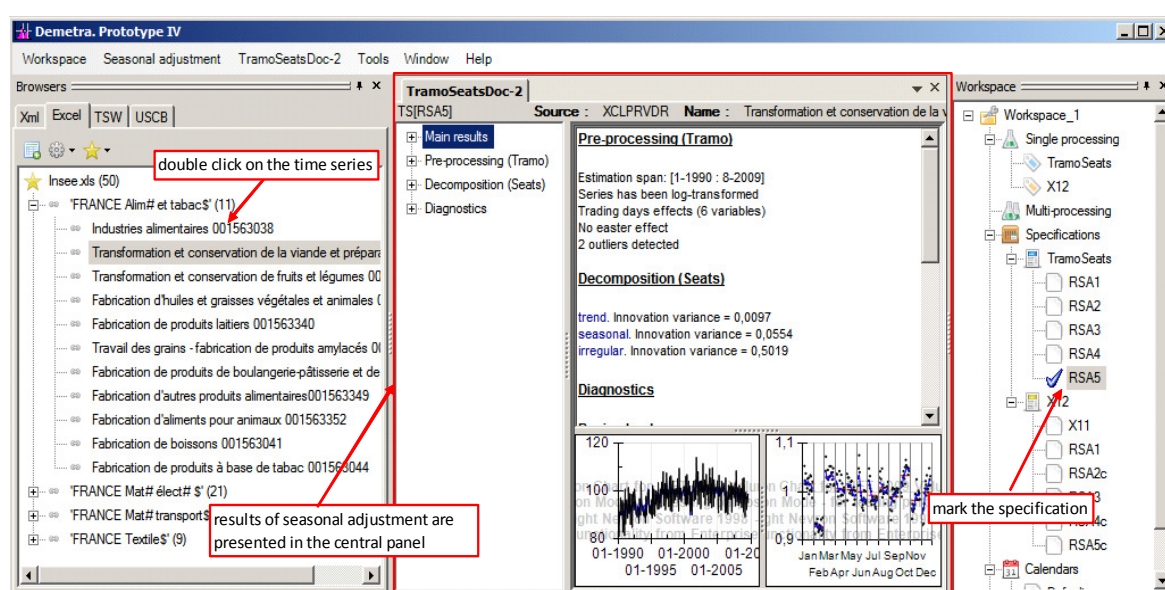 Demetra. Prototype IV
Workspace Seasonal adjustment TramoSeatsDoc-2 Tools Window Help
Browsers
Xml Excel TSW USCB
double click on the time series
Insee.xls (50)
'FRANCE Alim# et tabac$' (11)
Industries alimentaires 001563038
Transformation et conservation de la viande et prépara
Transformation et conservation de fruits et légumes 00
Fabrication d'huiles et graisses végétales et animales (
Fabrication de produits laitiers 001563340
Travail des grains - fabrication de produits amylacés 00
Fabrication de produits de boulangerie-pâtisserie et de
Fabrication d'autres produits alimentaires001563349
Fabrication d'aliments pour animaux 001563352
Fabrication de boissons 001563041
Fabrication de produits à base de tabac 001563044
'FRANCE Mat# élect# $' (21)
'FRANCE Mat# transport$
'FRANCE Textile$' (9)
results of seasonal adjustment are
presented in the central panel
TramoSeatsDoc-2
TS[RSA5] Source : XCLPRVDR Name : Transformation et conservation de la v
Main results
Pre-processing (Tramo)
Decomposition (Seats)
Diagnostics
Pre-processing (Tramo)
Estimation span: [1-1990 : 8-2009]
Series has been log-transformed
Trading days effects (6 variables)
No easter effect
2 outliers detected
Decomposition (Seats)
trend. Innovation variance = 0,0097
seasonal. Innovation variance = 0,0554
irregular. Innovation variance = 0,5019
Diagnostics
120
100
80
01-1990 01-2000 01-20
01-1995 01-2005
1,1
1
0,9
Jan Mar May Jul Sep Nov
Feb Apr Jun Aug Oct Dec
Workspace
Workspace_1
Single processing
TramoSeats
X12
Multi-processing
Specifications
TramoSeats
RSA1
RSA2
RSA3
RSA4
RSA5
X12
X11
RSA1
RSA2c
mark the specification
RSA5c
Calendars